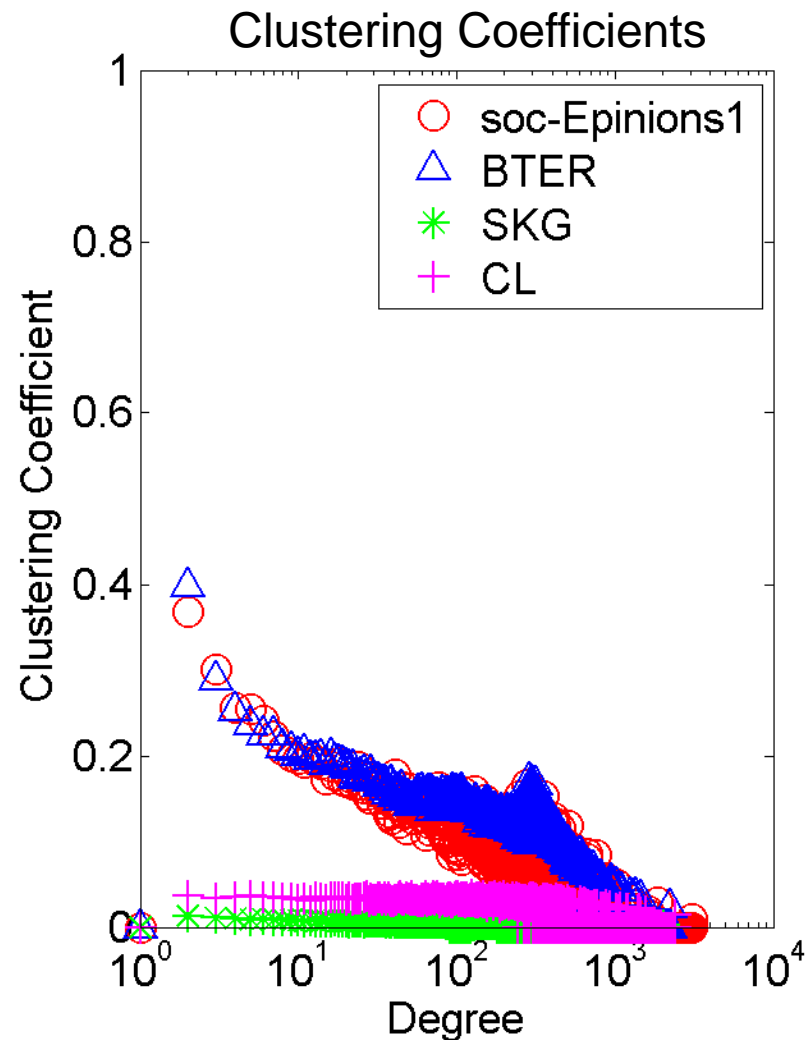 Clustering Coefficients
1
soc-Epinions1
BTER
SKG
CL
0.8
0.6
0.4
0.2
0
Clustering Coefficient
10^0 10^1 10^2 10^3 10^4
Degree